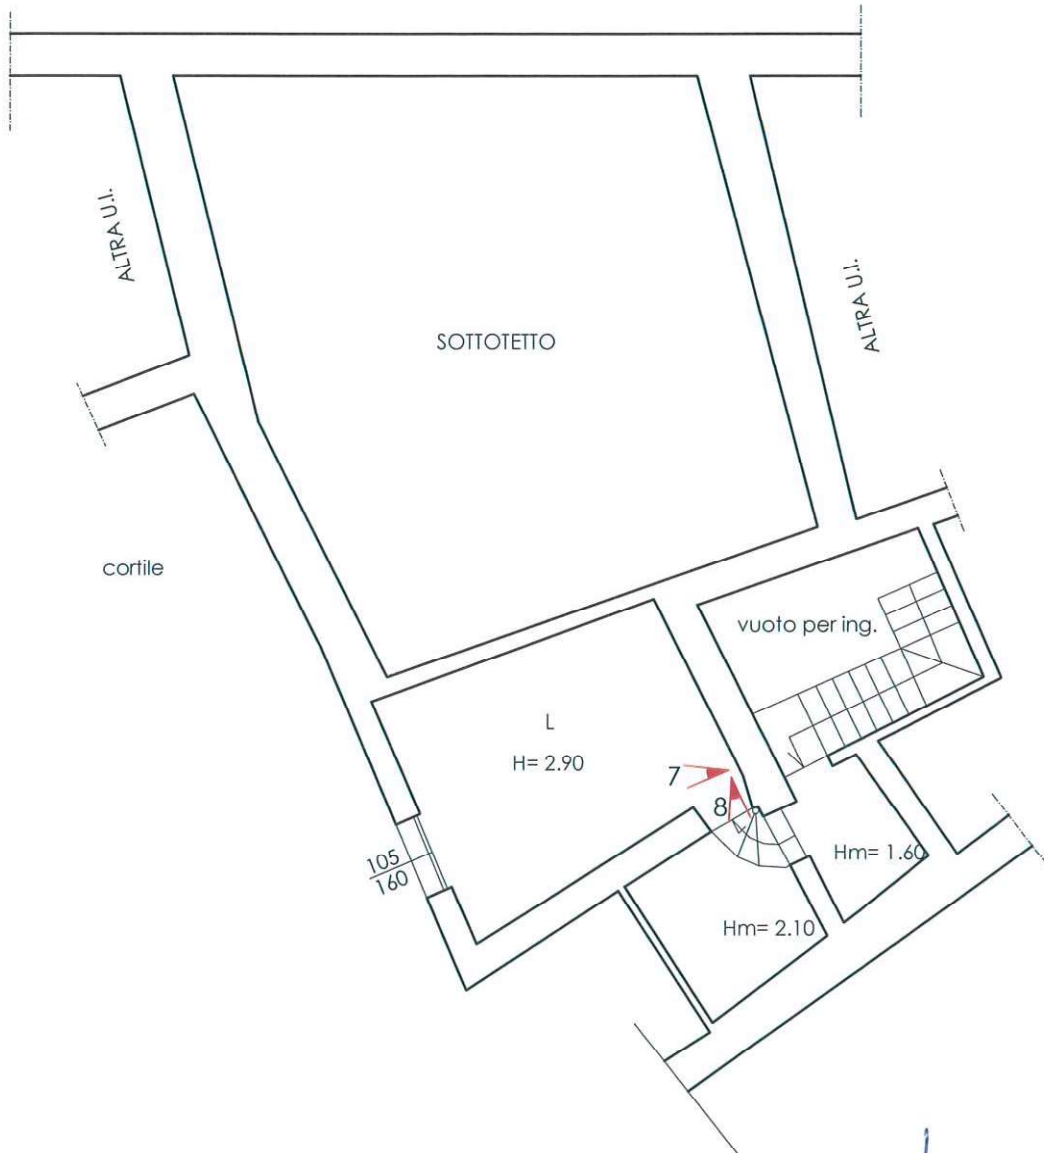 ALTRA U.I.
ALTRA U.I.
SOTTOTETTO
cortile
vuoto per ing.
L
H= 2.90
7
8
105
160
Hm= 1.60
Hm= 2.10